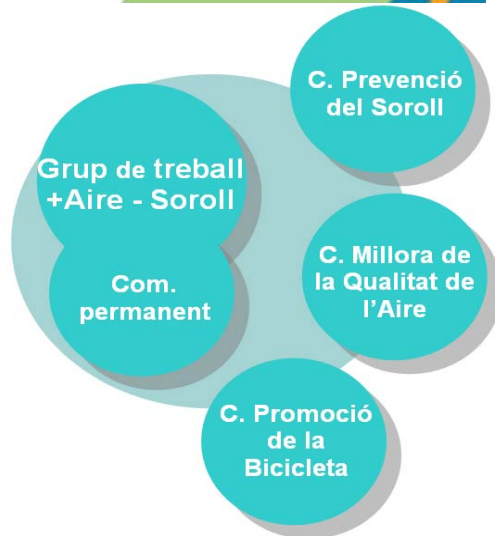 C. Prevenció
del Soroll
Grup de treball
+Aire - Soroll
C. Millora de
la Qualitat de
l'Aire
Com.
permanent
C. Promoció
de la
Bicicleta